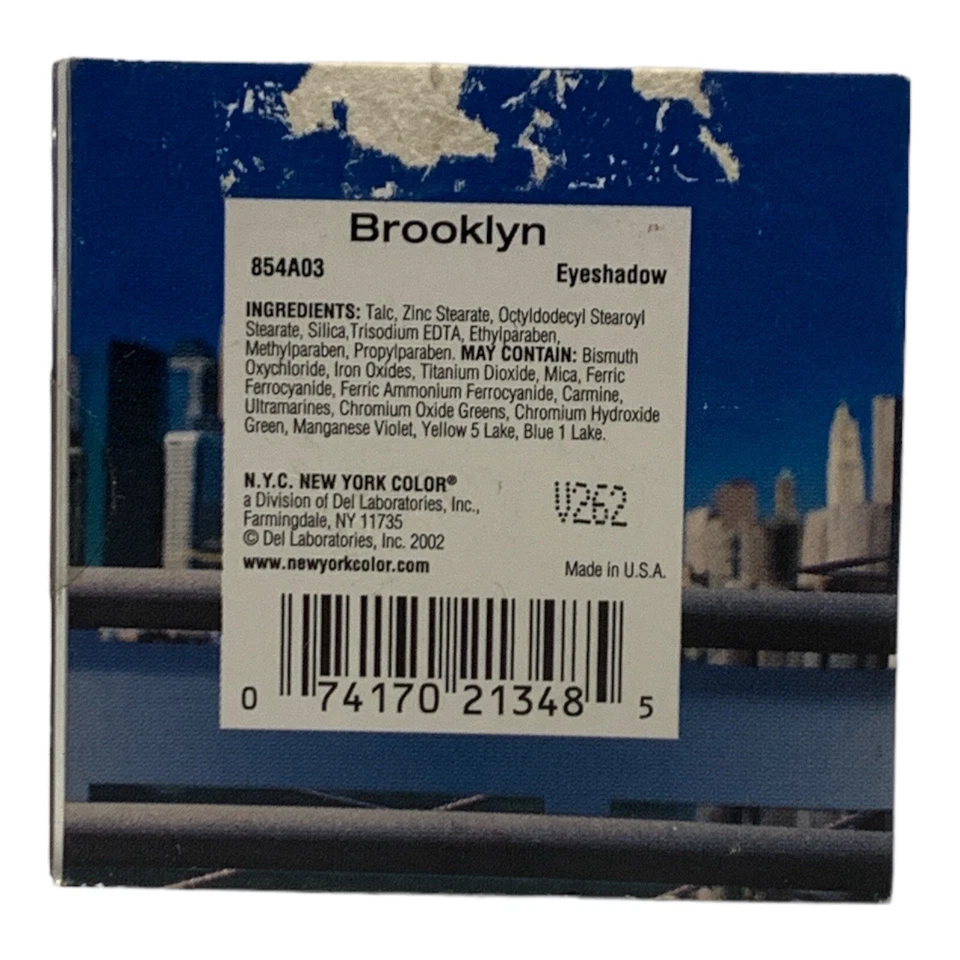 Brooklyn
854A03 Eyeshadow
INGREDIENTS: Talc, Zinc Stearate, Octyldodecyl Stearoyl
Stearate, Silica,Trisodium EDTA, Ethylparaben,
Methylparaben, Propylparaben. MAY CONTAIN: Bismuth
Oxychloride, Iron Oxides, Titanium Dioxide, Mica, Ferric
Ferrocyanide, Ferric Ammonium Ferrocyanide, Carmine,
Ultramarines, Chromium Oxide Greens, Chromium Hydroxide
Green, Manganese Violet, Yellow 5 Lake, Blue 1 Lake.
N.Y.C. NEW YORK COLOR®
a Division of Del Laboratories, Inc.,
Farmingdale, NY 11735
© Del Laboratories, Inc. 2002
www.newyorkcolor.com
V262
Made in U.S.A.
0 74170 21348 5